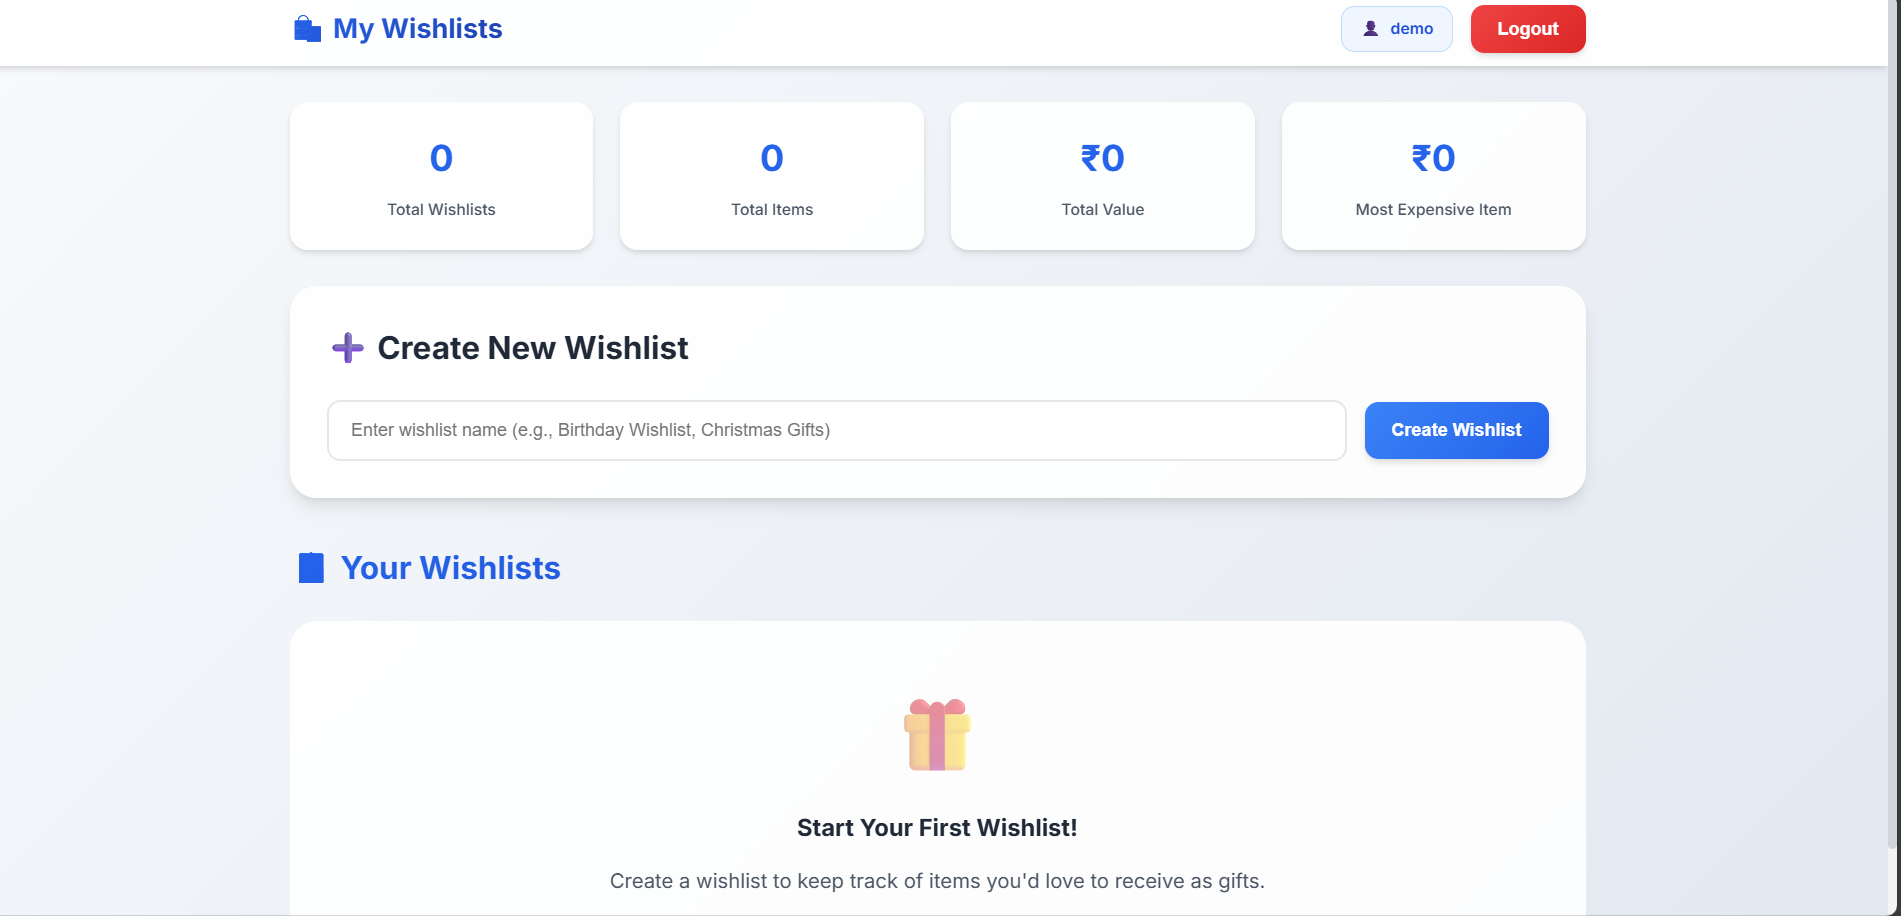 My Wishlists
demo
Logout
0
0
₹0
₹0
Total Wishlists
Total Items
Total Value
Most Expensive Item
Create New Wishlist
Enter wishlist name (e.g., Birthday Wishlist, Christmas Gifts)
Create Wishlist
Your Wishlists
Start Your First Wishlist!
Create a wishlist to keep track of items you'd love to receive as gifts.